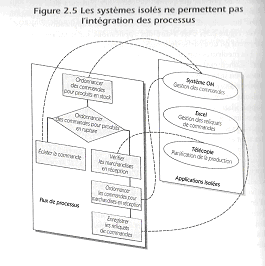 Figure 2.5 Les systèmes isolés ne permettent pas
l'intégration des processus
Ordonnancer
des commandes
pour produits en stock
Ordonnancer
des commandes pour produits
en rupture
Éclater la commande
Vérifier
les marchandises
en réception
Ordonnancer
les commandes pour
marchandises en réception
Enregistrer
les reliquats
de commandes
Flux de processus
Système OM
Gestion des commandes
Excel
Gestion des reliquats
de commandes
Télécopie
Planification de la production
Applications isolées